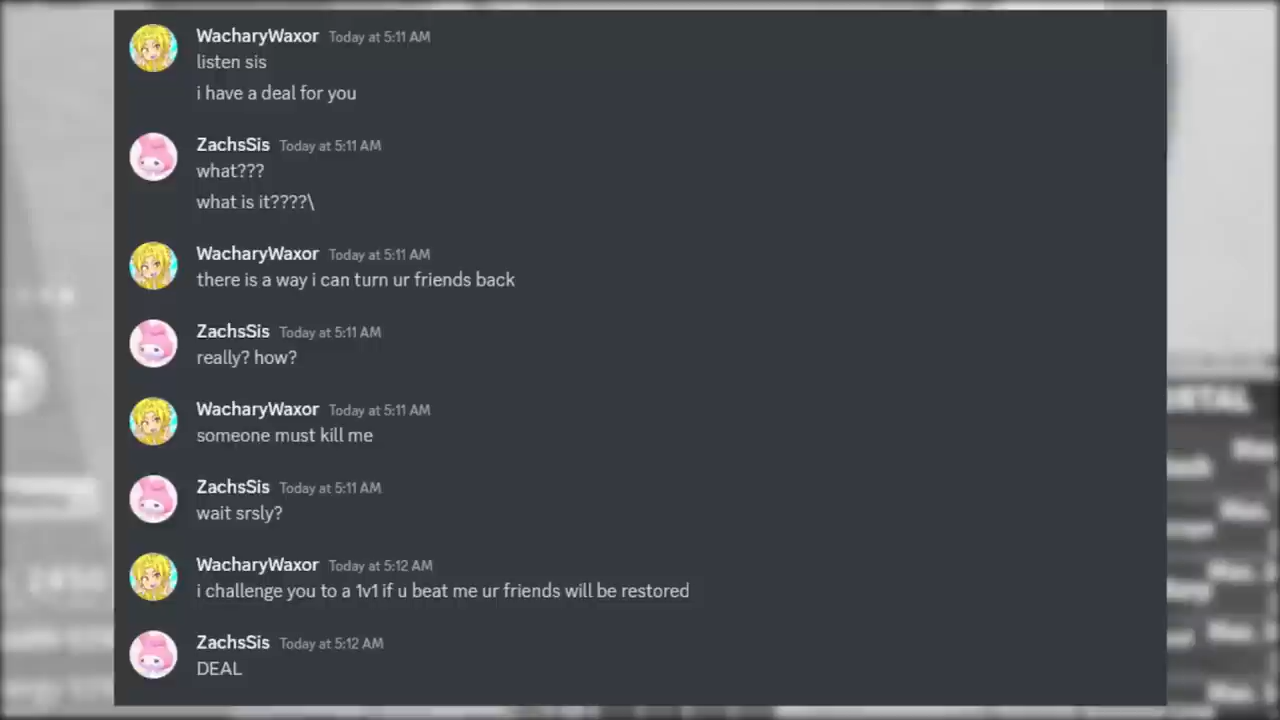 WacharyWaxor Today at 5:11 AM
listen sis
i have a deal for you
ZachsSis Today at 5:11 AM
what???
what is it????\
WacharyWaxor Today at 5:11 AM
there is a way i can turn ur friends back
ZachsSis Today at 5:11 AM
really? how?
WacharyWaxor Today at 5:11 AM
someone must kill me
ZachsSis Today at 5:11 AM
wait srsly?
WacharyWaxor Today at 5:12 AM
i challenge you to a 1v1 if u beat me ur friends will be restored
ZachsSis Today at 5:12 AM
DEAL